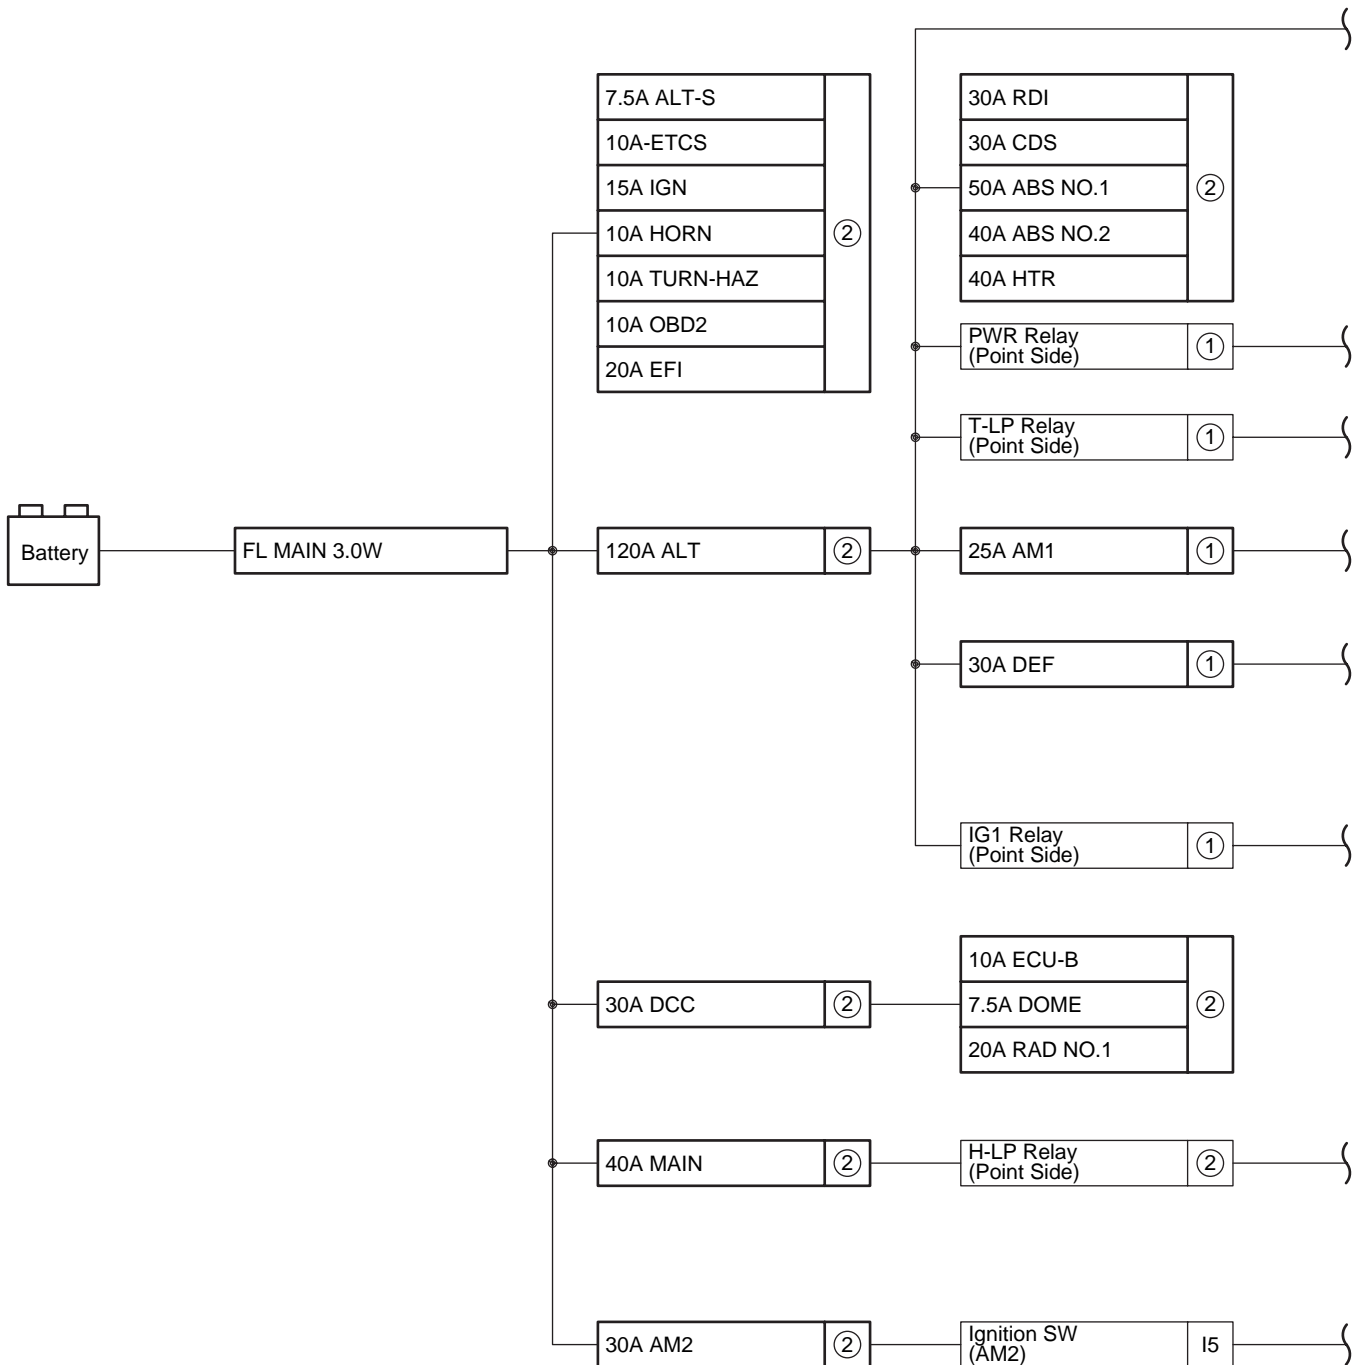 7.5A ALT-S
10A-ETCS
15A IGN
10A HORN
10A TURN-HAZ
10A OBD2
20A EFI
2
30A RDI
30A CDS
50A ABS NO.1
40A ABS NO.2
40A HTR
2
PWR Relay
(Point Side)
1
T-LP Relay
(Point Side)
1
Battery
FL MAIN 3.0W
120A ALT
2
25A AM1
1
30A DEF
1
IG1 Relay
(Point Side)
1
30A DCC
2
10A ECU-B
7.5A DOME
20A RAD NO.1
2
40A MAIN
2
H-LP Relay
(Point Side)
2
30A AM2
2
Ignition SW
(AM2)
I5